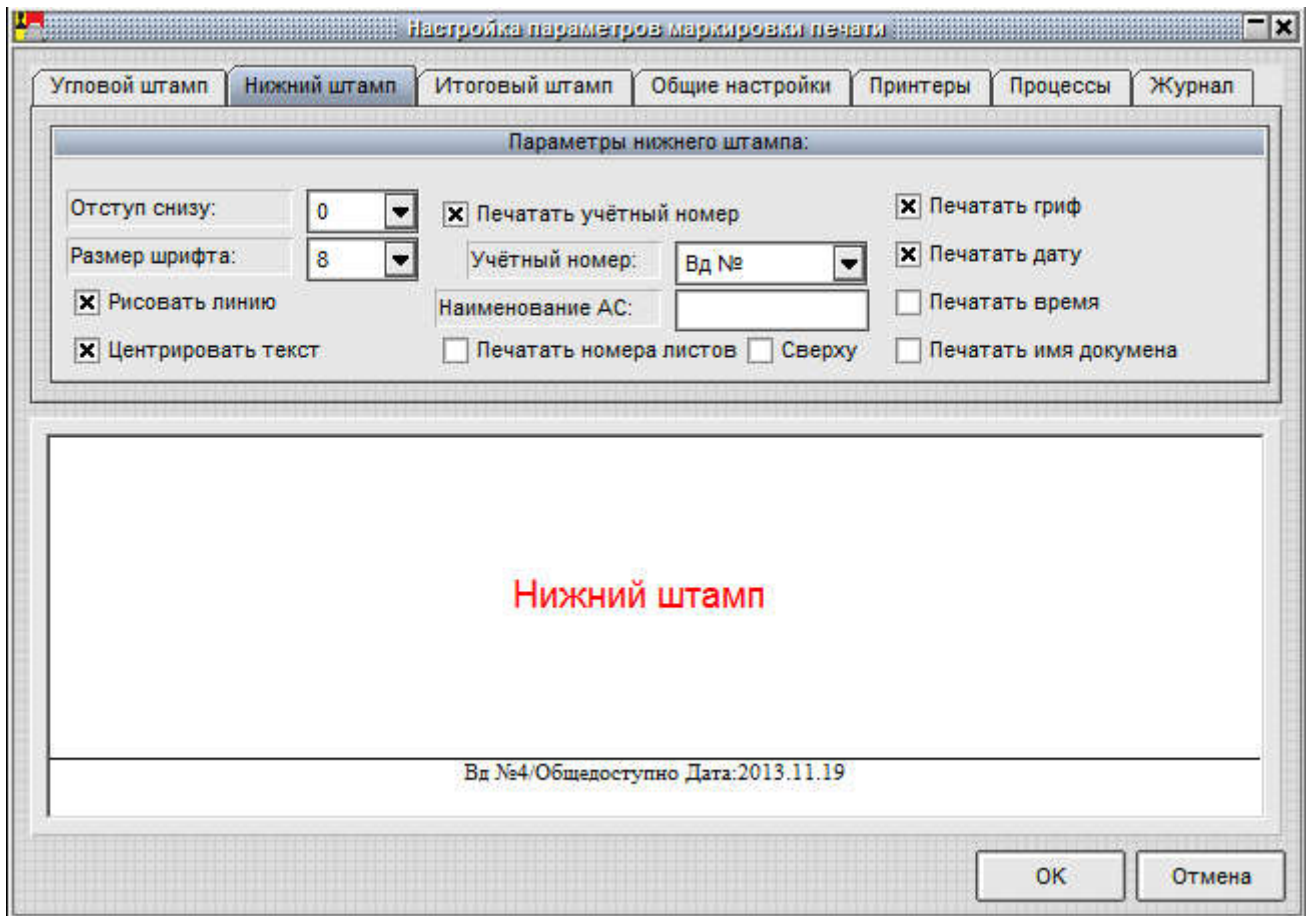 Настройка параметров маркировки печати
Угловой штамп Нижний штамп Итоговый штамп Общие настройки Принтеры Процессы Журнал
Параметры нижнего штампа:
Отступ снизу: 0 Печатать учётный номер Печатать гриф
Размер шрифта: 8 Учётный номер: Вд № Печатать дату
Рисовать линию Наименование АС: Печатать время
Центрировать текст Печатать номера листов Сверху Печатать имя докумена
Нижний штамп
Вд №4/Общедоступно Дата:2013.11.19
OK Отмена